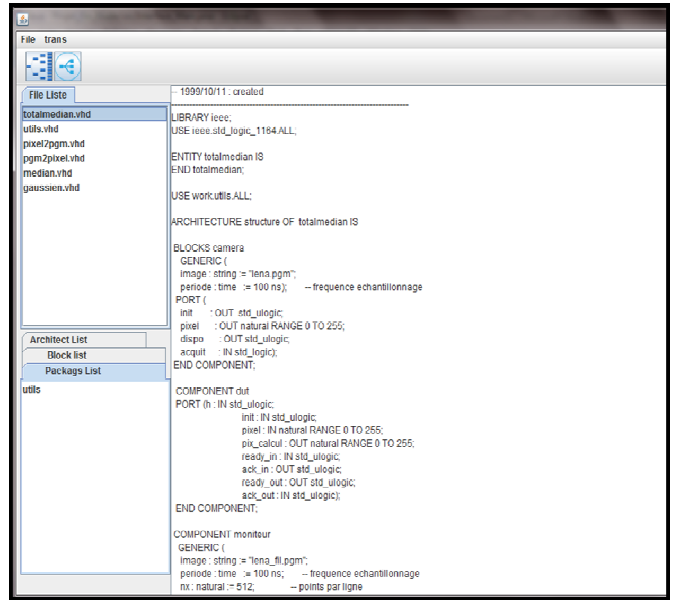 File trans
File Liste
totalmedian.vhd
utils.vhd
pixel2pgm.vhd
pgm2pixel.vhd
median.vhd
gaussien.vhd
Architect List
Block list
Packags List
utils
-- 1999/10/11 : created
--------------------------------------------------------------------------------
LIBRARY ieee;
USE ieee.std_logic_1164.ALL;
ENTITY totalmedian IS
END totalmedian;
USE work.utils.ALL;
ARCHITECTURE structure OF totalmedian IS
BLOCKS camera
GENERIC (
image : string := "lena.pgm";
periode : time := 100 ns); -- frequence echantillonnage
PORT (
init : OUT std_ulogic;
pixel : OUT natural RANGE 0 TO 255;
dispo : OUT std_ulogic;
acquit : IN std_logic);
END COMPONENT;
COMPONENT dut
PORT (h : IN std_ulogic;
init : IN std_ulogic;
pixel : IN natural RANGE 0 TO 255;
pix_calcul : OUT natural RANGE 0 TO 255;
ready_in : IN std_ulogic;
ack_in : OUT std_ulogic;
ready_out : OUT std_ulogic;
ack_out : IN std_ulogic);
END COMPONENT;
COMPONENT moniteur
GENERIC (
image : string := "lena_fil.pgm";
periode : time := 100 ns; -- frequence echantillonnage
nx : natural := 512; -- points par ligne